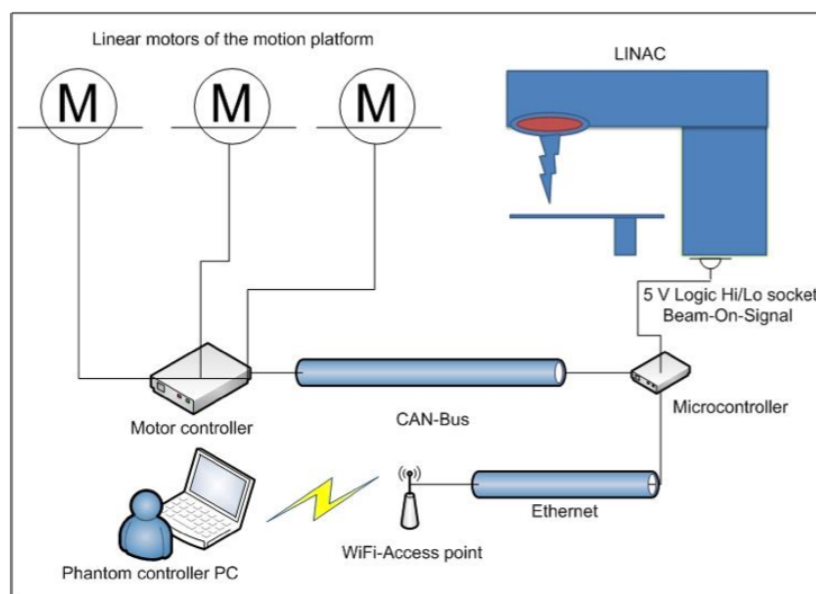 Linear motors of the motion platform
LINAC
M
M
M
5 V Logic Hi/Lo socket
Beam-On-Signal
Motor controller
CAN-Bus
Microcontroller
Ethernet
WiFi-Access point
Phantom controller PC